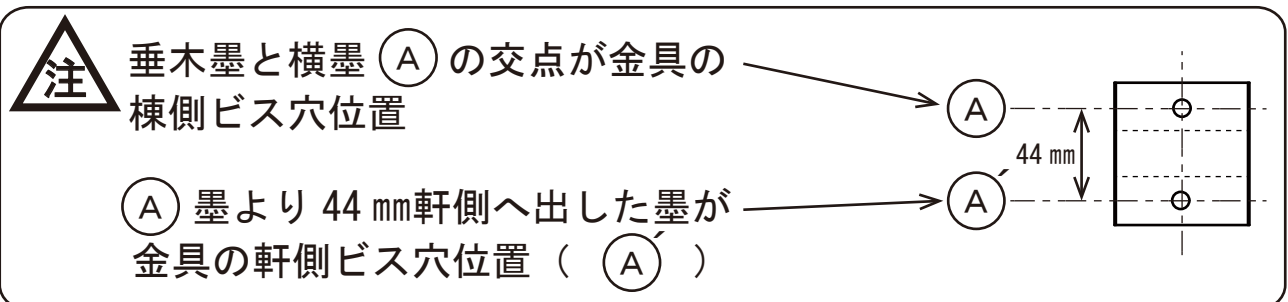 注
垂木墨と横墨 Ⓐ の交点が金具の
棟側ビス穴位置
Ⓐ 墨より 44 ㎜軒側へ出した墨が
金具の軒側ビス穴位置（ Ⓐ´ ）
Ⓐ
44 ㎜
Ⓐ´